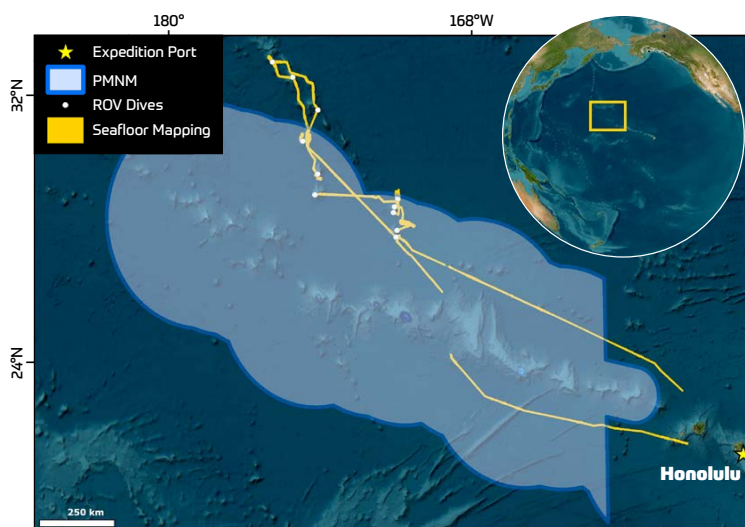 180°
168°W
Expedition Port
PMNM
ROV Dives
Seafloor Mapping
32°N
24°N
Honolulu
250 km